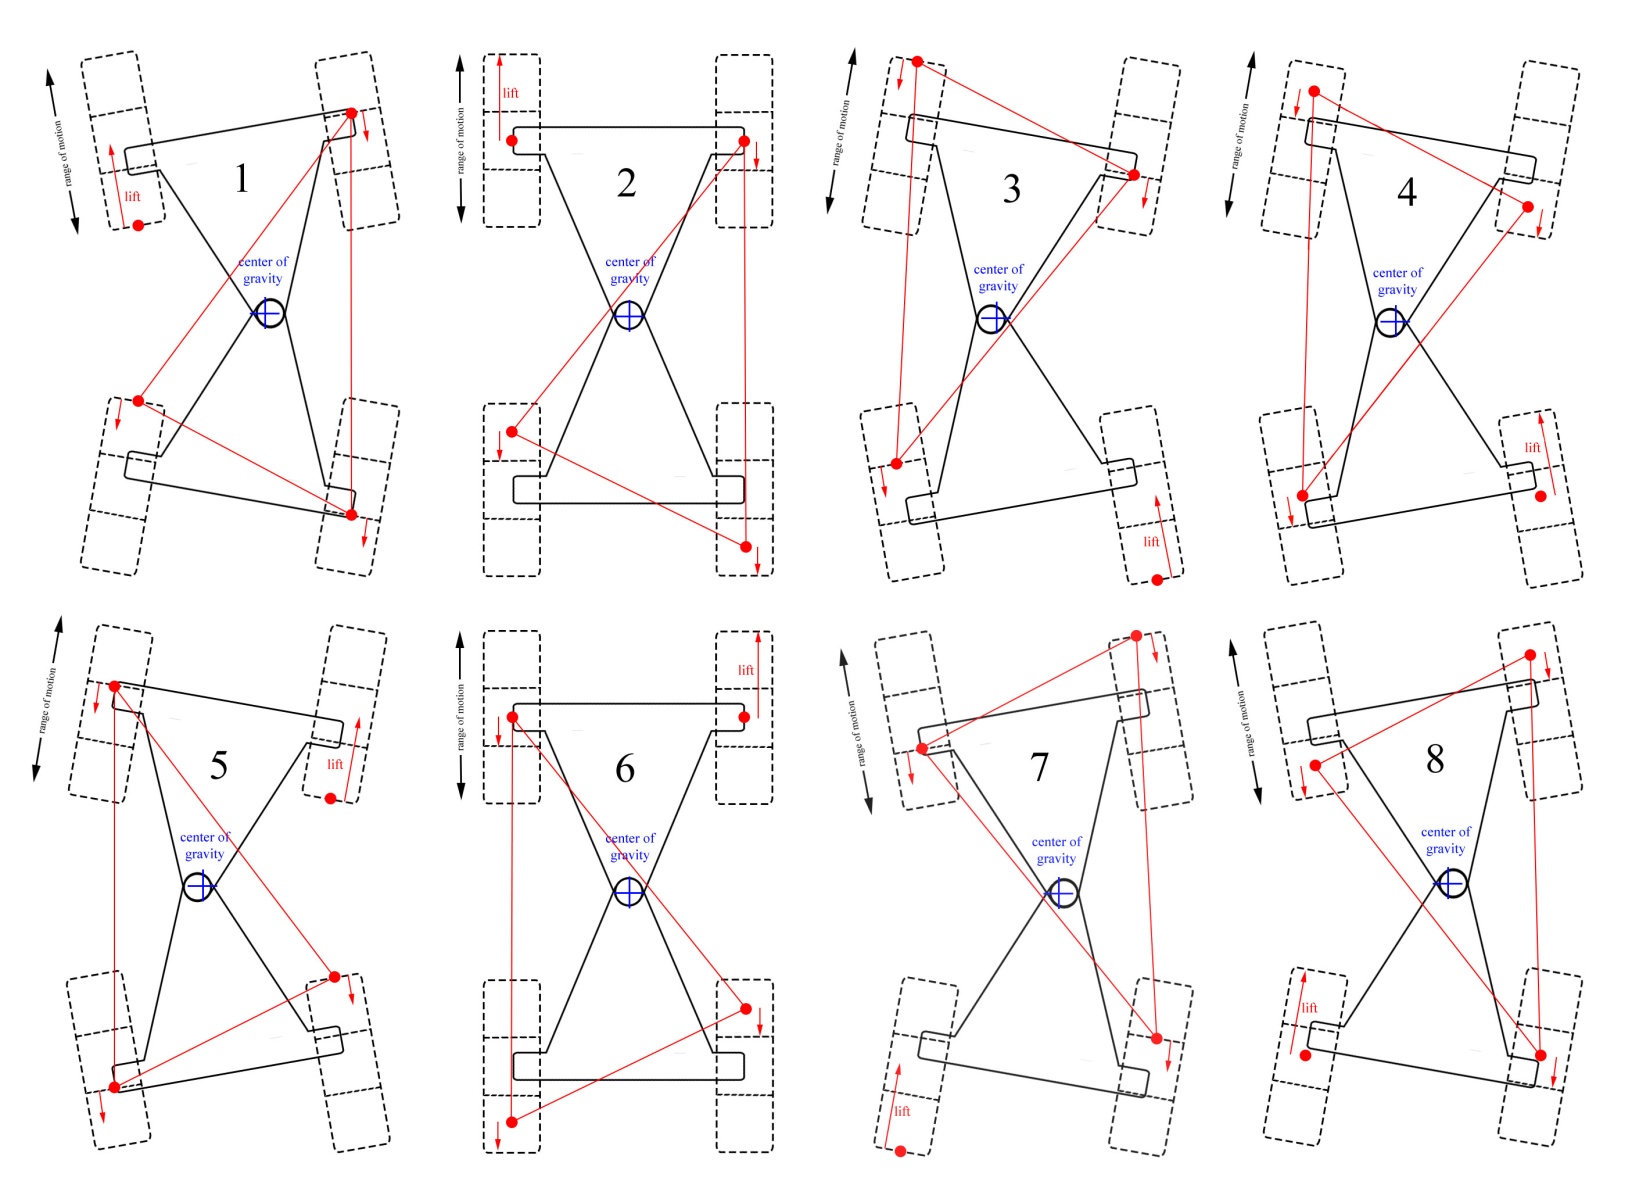 range of motion
lift
1
center of
gravity
range of motion
lift
2
center of
gravity
range of motion
3
center of
gravity
lift
range of motion
4
center of
gravity
lift
range of motion
5
lift
center of
gravity
range of motion
lift
6
center of
gravity
range of motion
7
center of
gravity
lift
range of motion
8
center of
gravity
lift